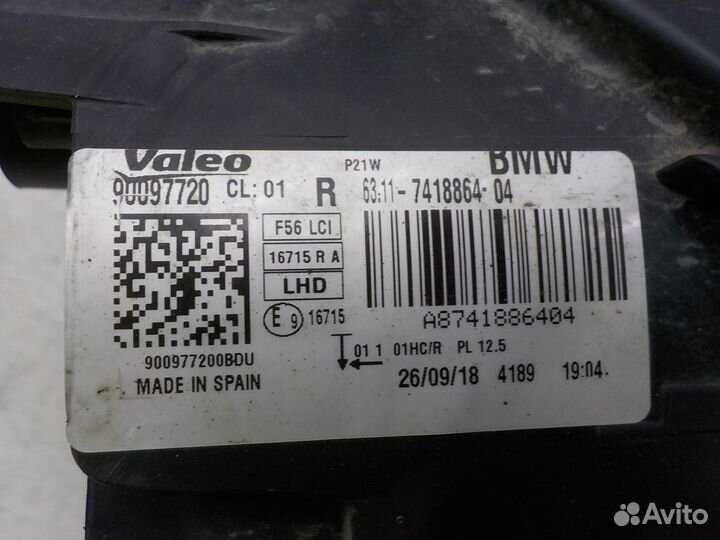 Valeo P21W BMW
90097720 CL: 01 R 63.11- 7418864- 04
F56 LCI
16715 R A
LHD
E 9 16715
A8741886404
900977200BDU
01 1 01HC/R PL 12.5
MADE IN SPAIN
26/09/18 4189 19:04
Avito